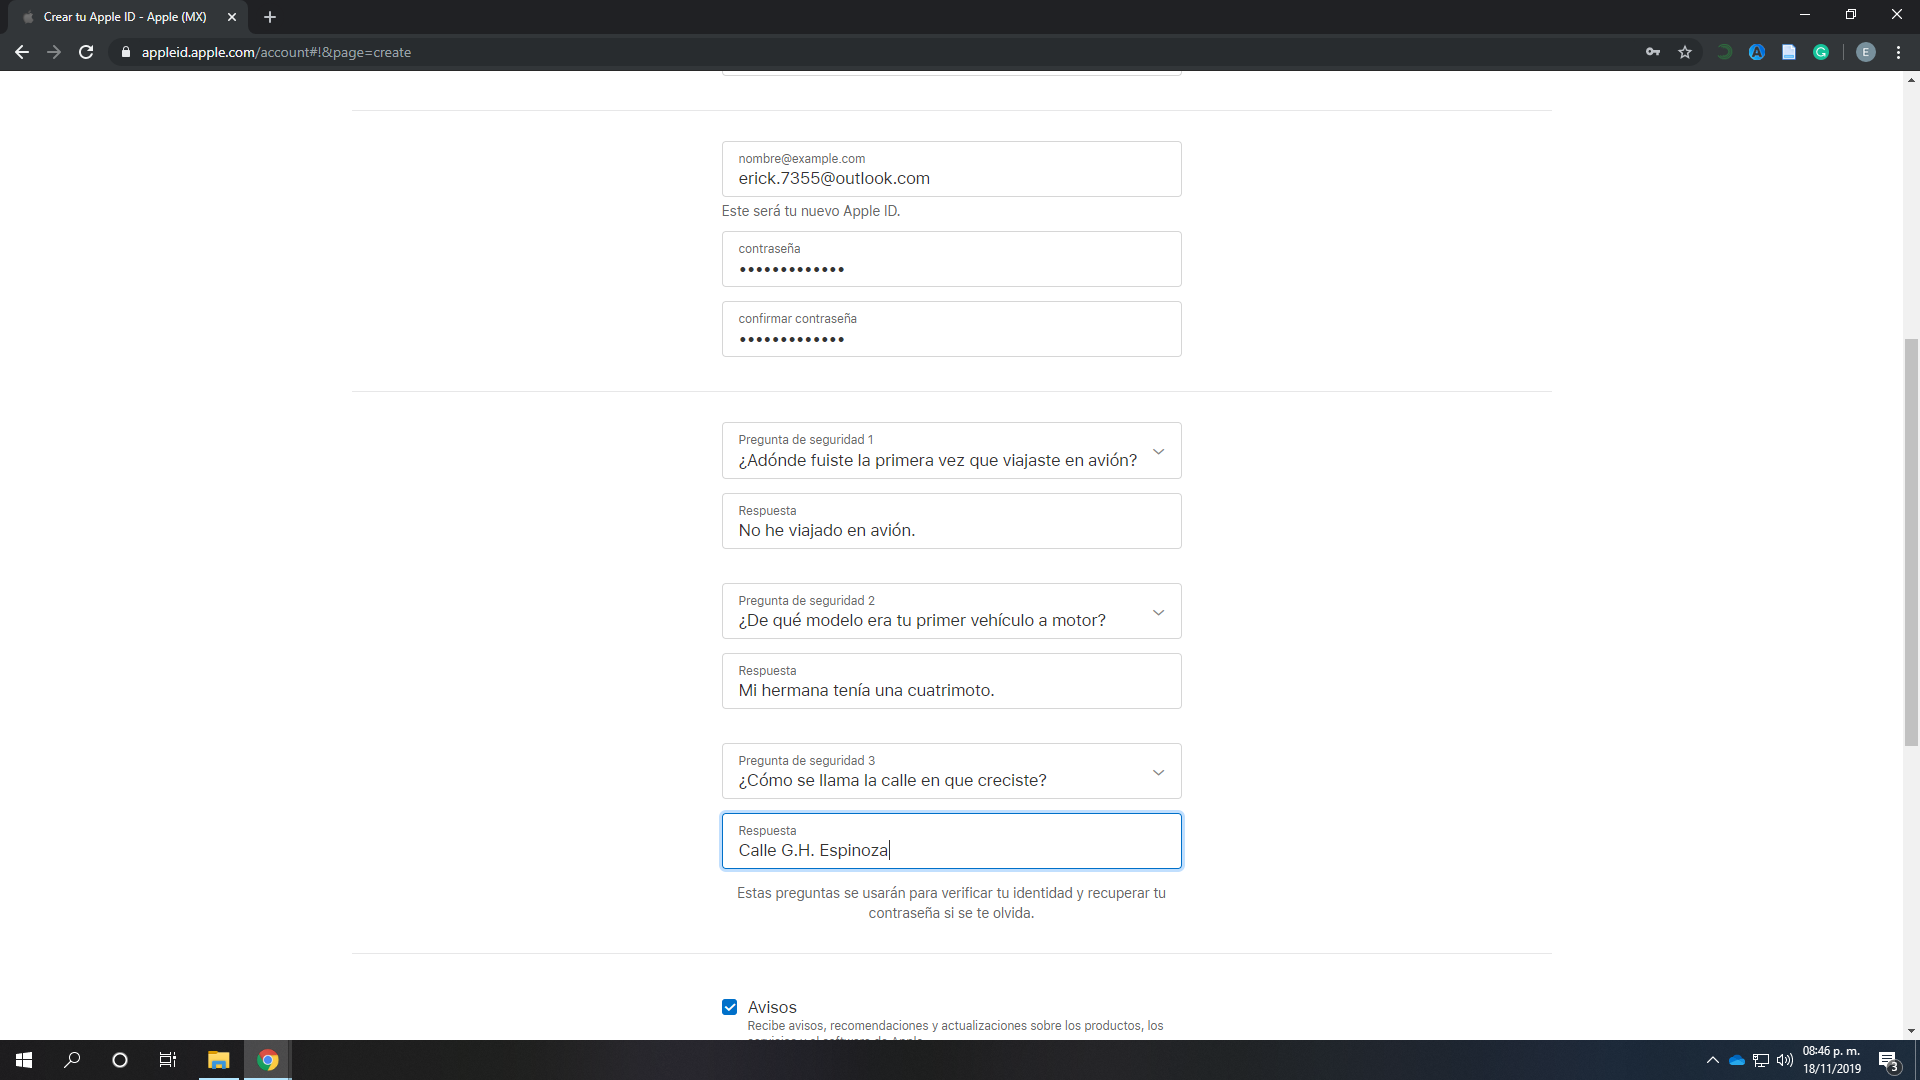 Crear tu Apple ID - Apple (MX)
appleid.apple.com/account#!&page=create
E
nombre@example.com
erick.7355@outlook.com
Este será tu nuevo Apple ID.
contraseña
•••••••••••••
confirmar contraseña
•••••••••••••
Pregunta de seguridad 1
¿Adónde fuiste la primera vez que viajaste en avión?
Respuesta
No he viajado en avión.
Pregunta de seguridad 2
¿De qué modelo era tu primer vehículo a motor?
Respuesta
Mi hermana tenía una cuatrimoto.
Pregunta de seguridad 3
¿Cómo se llama la calle en que creciste?
Respuesta
Calle G.H. Espinoza
Estas preguntas se usarán para verificar tu identidad y recuperar tu
contraseña si se te olvida.
Avisos
Recibe avisos, recomendaciones y actualizaciones sobre los productos, los
08:46 p. m.
18/11/2019
3